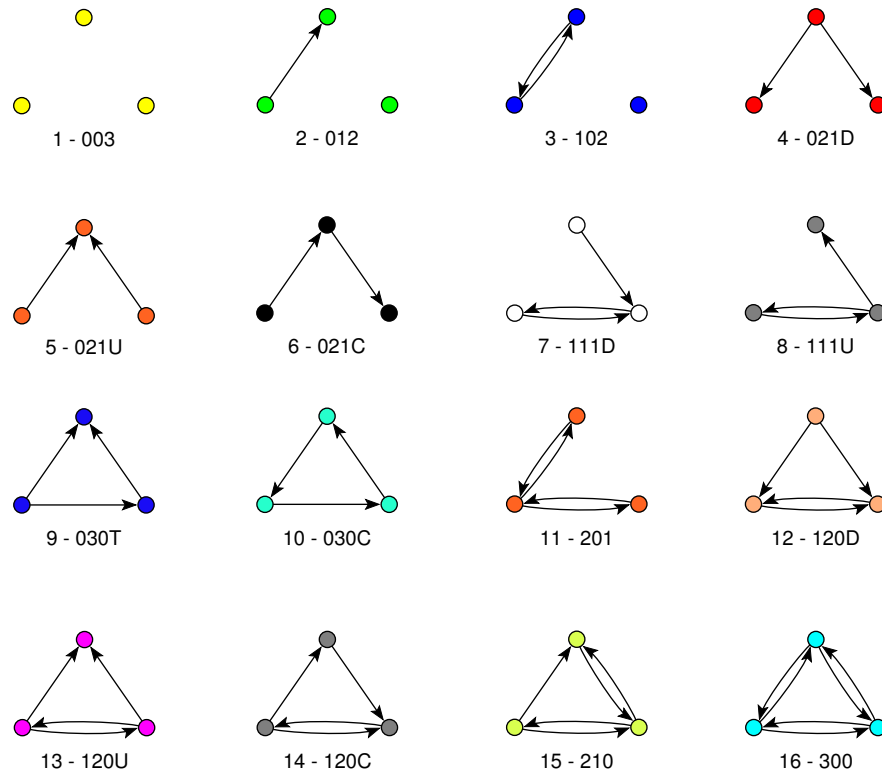 1 - 003
2 - 012
3 - 102
4 - 021D
5 - 021U
6 - 021C
7 - 111D
8 - 111U
9 - 030T
10 - 030C
11 - 201
12 - 120D
13 - 120U
14 - 120C
15 - 210
16 - 300